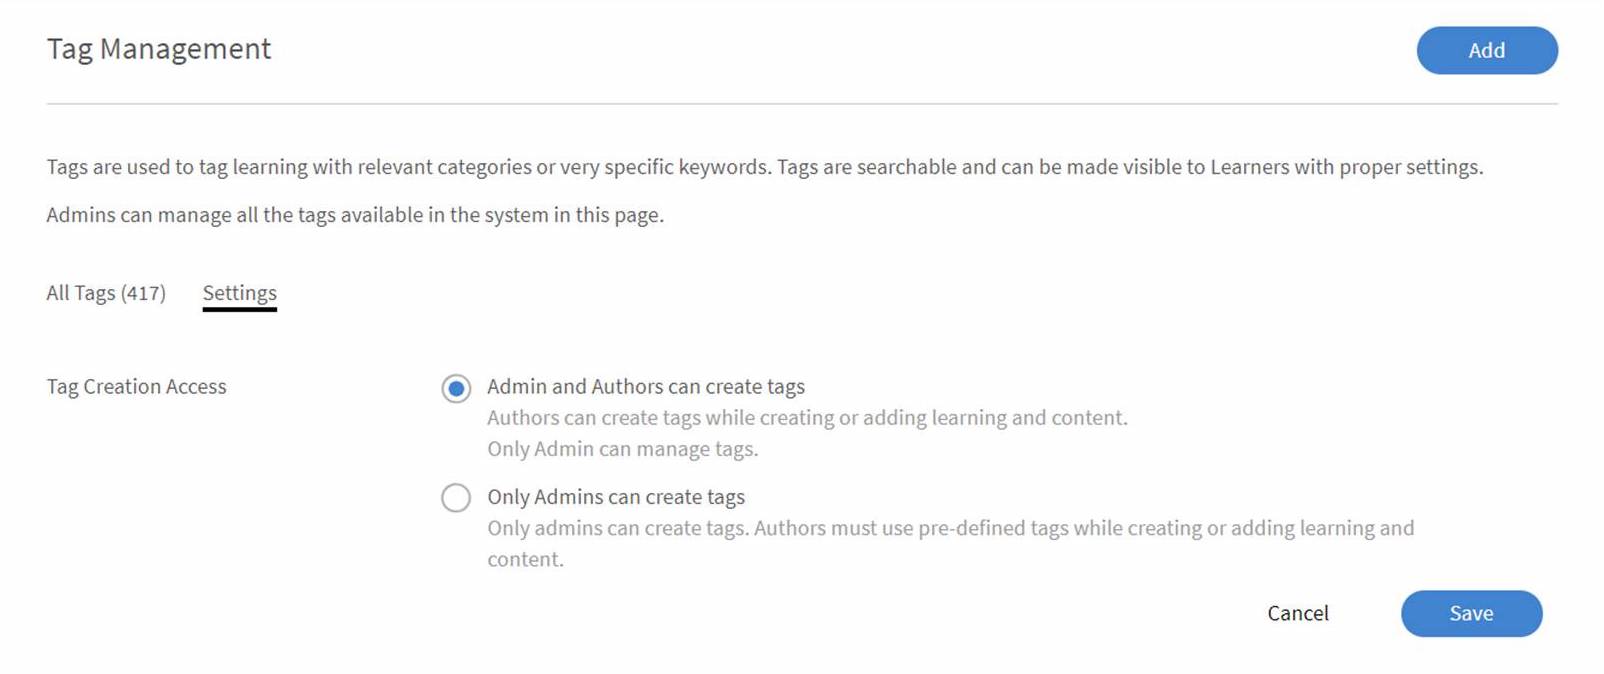 Tag Management
Add
Tags are used to tag learning with relevant categories or very specific keywords. Tags are searchable and can be made visible to Learners with proper settings.
Admins can manage all the tags available in the system in this page.
All Tags (417) Settings
Tag Creation Access
Admin and Authors can create tags
Authors can create tags while creating or adding learning and content.
Only Admin can manage tags.
Only Admins can create tags
Only admins can create tags. Authors must use pre-defined tags while creating or adding learning and
content.
Cancel Save